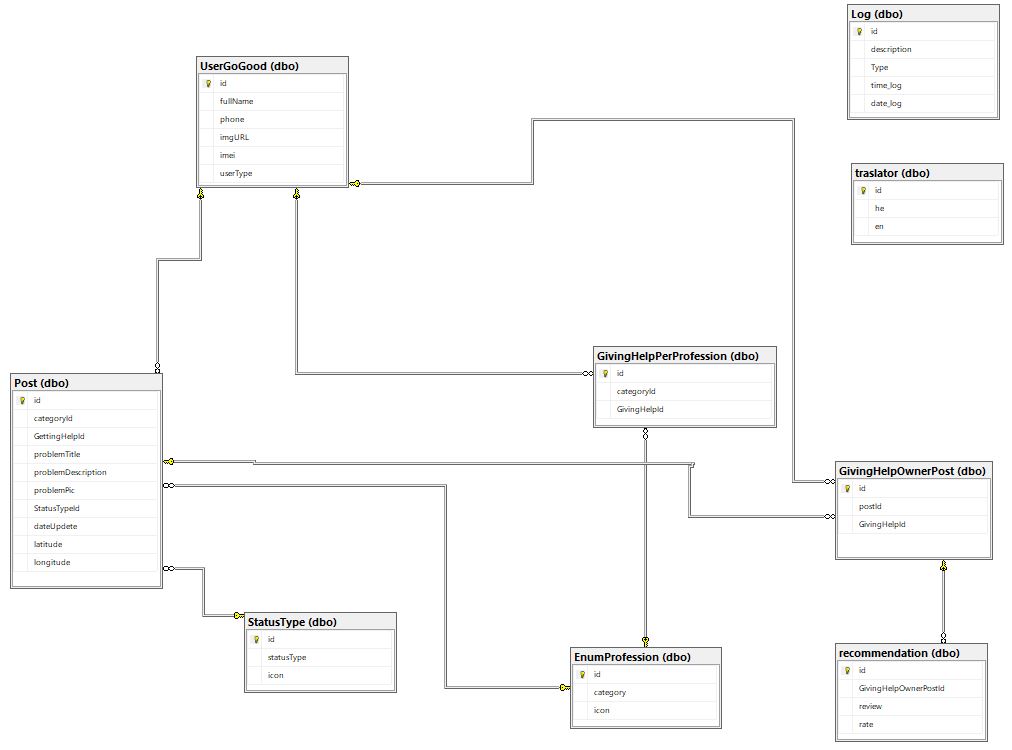 Log (dbo)
id
description
Type
time_log
date_log
UserGoGood (dbo)
id
fullName
phone
imgURL
imei
userType
traslator (dbo)
id
he
en
GivingHelpPerProfession (dbo)
id
categoryId
GivingHelpId
Post (dbo)
id
categoryId
GettingHelpId
problemTitle
problemDescription
problemPic
StatusTypeId
dateUpdete
latitude
longitude
GivingHelpOwnerPost (dbo)
id
postId
GivingHelpId
StatusType (dbo)
id
statusType
icon
EnumProfession (dbo)
id
category
icon
recommendation (dbo)
id
GivingHelpOwnerPostId
review
rate